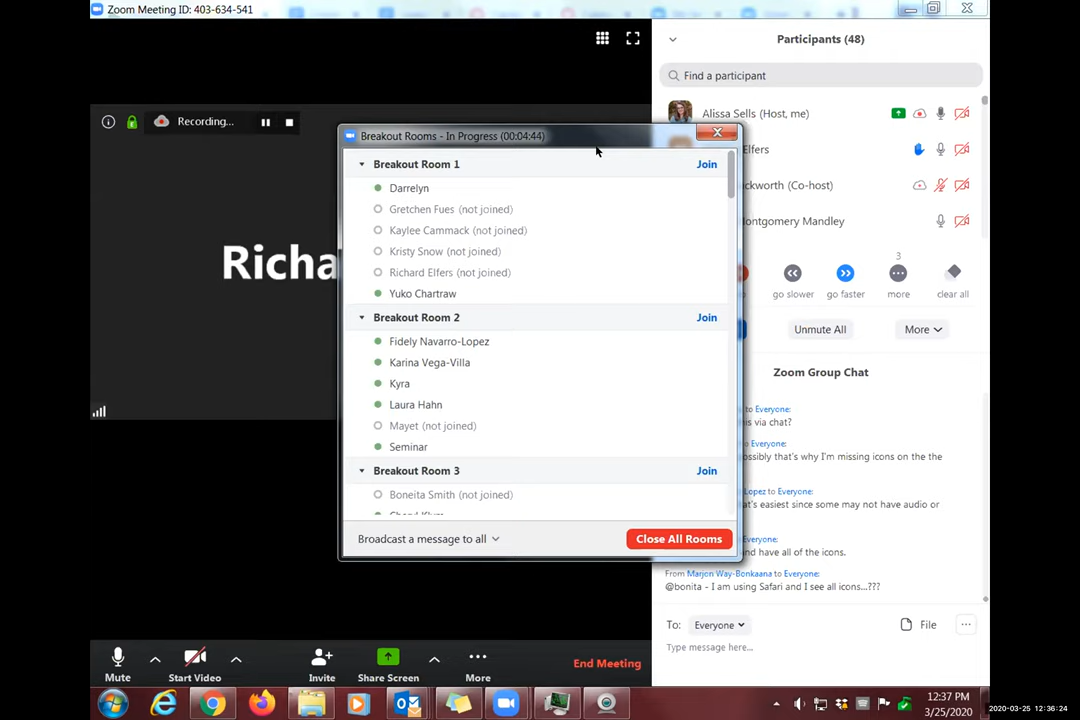 Zoom Meeting ID: 403-634-541
Recording...
Richa
Breakout Rooms - In Progress (00:04:44)
Breakout Room 1 Join
Darrelyn
Gretchen Fues (not joined)
Kaylee Cammack (not joined)
Kristy Snow (not joined)
Richard Elfers (not joined)
Yuko Chartraw
Breakout Room 2 Join
Fidely Navarro-Lopez
Karina Vega-Villa
Kyra
Laura Hahn
Mayet (not joined)
Seminar
Breakout Room 3 Join
Boneita Smith (not joined)
Broadcast a message to all
Close All Rooms
Participants (48)
Find a participant
Alissa Sells (Host, me)
Elfers
ckworth (Co-host)
ontgomery Mandley
3
go slower go faster more clear all
Unmute All More
Zoom Group Chat
to Everyone:
is via chat?
to Everyone:
ossibly that's why I'm missing icons on the the
Lopez to Everyone:
at's easiest since some may not have audio or
Everyone:
and have all of the icons.
From Marjon Way-Bonkaana to Everyone:
@bonita - I am using Safari and I see all icons...???
To: Everyone File ...
Type message here...
Mute Start Video Invite Share Screen More End Meeting
12:37 PM
3/25/2020
2020-03-25 12:36:24